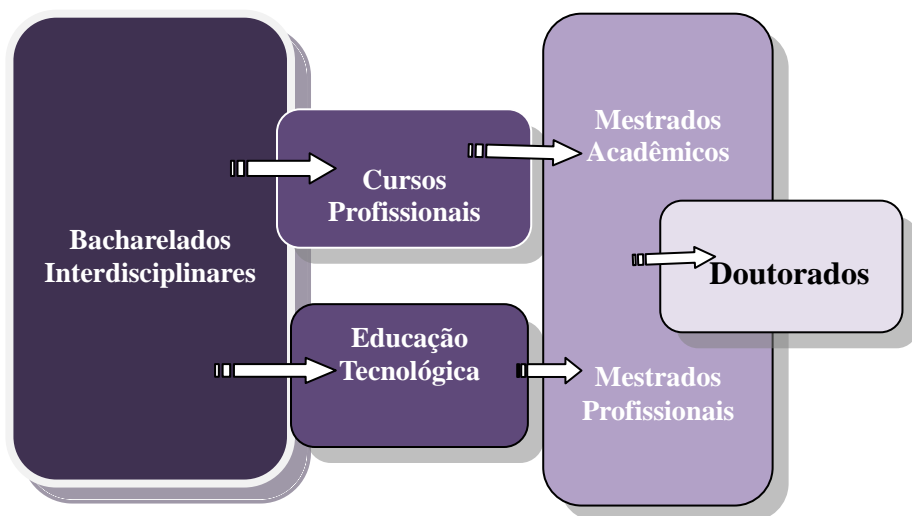 Bacharelados
Interdisciplinares
Cursos
Profissionais
Educação
Tecnológica
Mestrados
Acadêmicos
Mestrados
Profissionais
Doutorados